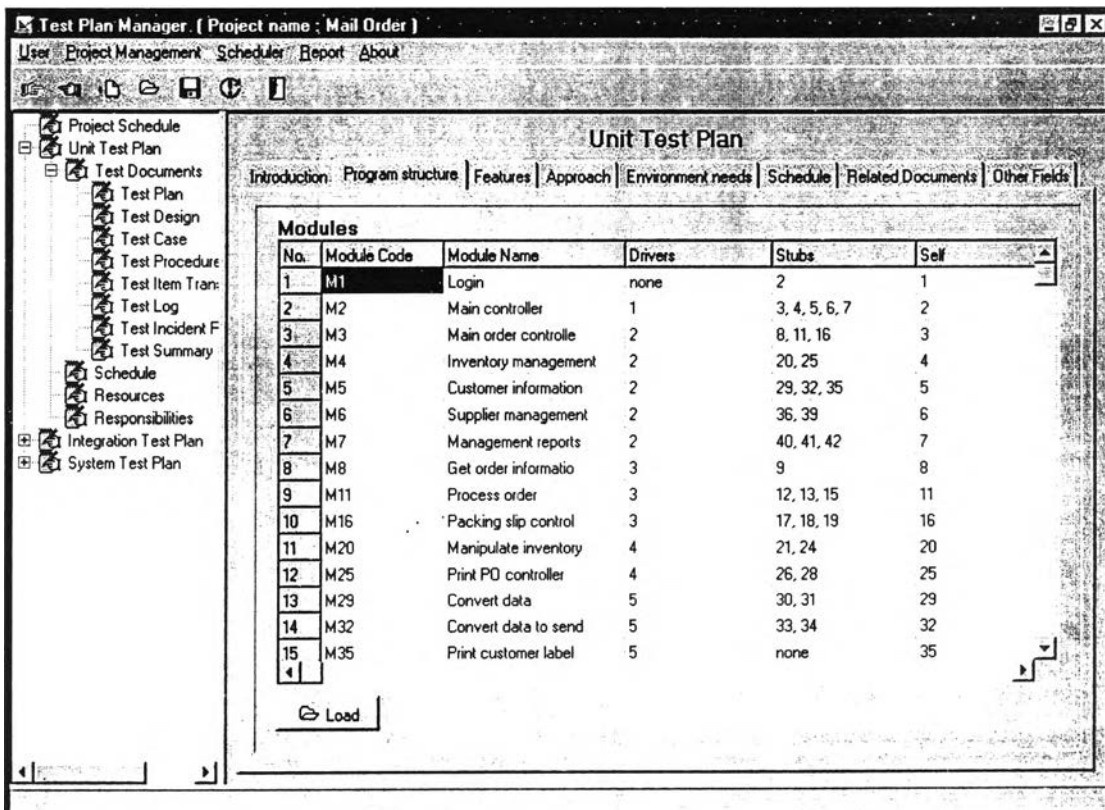 Test Plan Manager. ( Project name ; Mail Order )
User Project Management Scheduler Report About
Project Schedule
Unit Test Plan
Test Documents
Test Plan
Test Design
Test Case
Test Procedure
Test Item Tran
Test Log
Test Incident F
Test Summary
Schedule
Resources
Responsibilities
Integration Test Plan
System Test Plan
Unit Test Plan
Introduction Program structure Features Approach Environment needs Schedule Related Documents Other Fields
Modules
No. Module Code Module Name Drivers Stubs Self
1 M1 Login none 2 1
2 M2 Main controller 1 3, 4, 5, 6, 7 2
3 M3 Main order controlle 2 8, 11, 16 3
4 M4 Inventory management 2 20, 25 4
5 M5 Customer information 2 29, 32, 35 5
6 M6 Supplier management 2 36, 39 6
7 M7 Management reports 2 40, 41, 42 7
8 M8 Get order informatio 3 9 8
9 M11 Process order 3 12, 13, 15 11
10 M16 Packing slip control 3 17, 18, 19 16
11 M20 Manipulate inventory 4 21, 24 20
12 M25 Print PO controller 4 26, 28 25
13 M29 Convert data 5 30, 31 29
14 M32 Convert data to send 5 33, 34 32
15 M35 Print customer label 5 none 35
Load